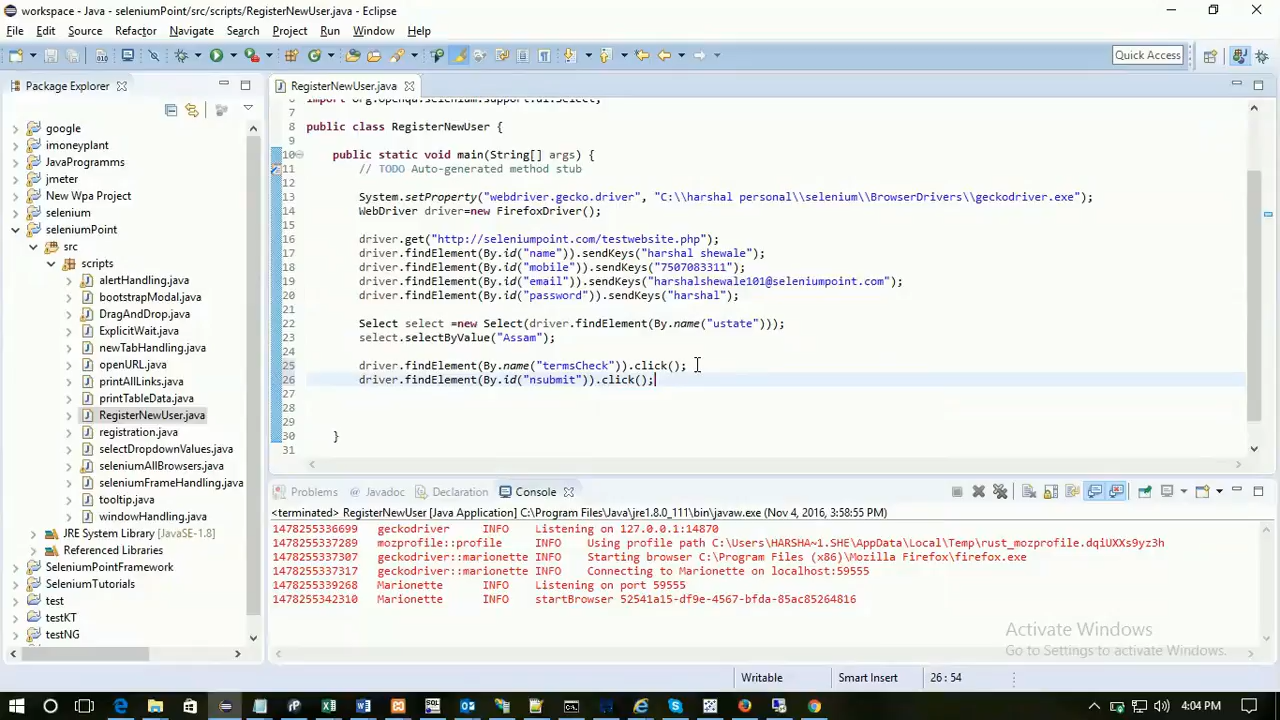 workspace - Java - seleniumPoint/src/scripts/RegisterNewUser.java - Eclipse
File Edit Source Refactor Navigate Search Project Run Window Help
Quick Access
Package Explorer
google
imoneyplant
JavaProgramms
jmeter
New Wpa Project
selenium
seleniumPoint
src
scripts
alertHandling.java
bootstrapModal.java
DragAndDrop.java
ExplicitWait.java
newTabHandling.java
openURL.java
printAllLinks.java
printTableData.java
RegisterNewUser.java
registration.java
selectDropdownValues.java
seleniumAllBrowsers.java
seleniumFrameHandling.java
tooltip.java
windowHandling.java
JRE System Library [JavaSE-1.8]
Referenced Libraries
SeleniumPointFramework
SeleniumTutorials
test
testKT
testNG
RegisterNewUser.java
6 import org.openqa.selenium.support.ui.Select;
7
8 public class RegisterNewUser {
9
10 public static void main(String[] args) {
11 // TODO Auto-generated method stub
12
13 System.setProperty("webdriver.gecko.driver", "C:\\harshal personal\\selenium\\BrowserDrivers\\geckodriver.exe");
14 WebDriver driver=new FirefoxDriver();
15
16 driver.get("http://seleniumpoint.com/testwebsite.php");
17 driver.findElement(By.id("name")).sendKeys("harshal shewale");
18 driver.findElement(By.id("mobile")).sendKeys("7507083311");
19 driver.findElement(By.id("email")).sendKeys("harshalshewale101@seleniumpoint.com");
20 driver.findElement(By.id("password")).sendKeys("harshal");
21
22 Select select =new Select(driver.findElement(By.name("ustate")));
23 select.selectByValue("Assam");
24
25 driver.findElement(By.name("termsCheck")).click();
26 driver.findElement(By.id("nsubmit")).click();
27
28
29
30 }
31
Problems Javadoc Declaration Console
<terminated> RegisterNewUser [Java Application] C:\Program Files\Java\jre1.8.0_111\bin\javaw.exe (Nov 4, 2016, 3:58:55 PM)
1478255336699 geckodriver INFO Listening on 127.0.0.1:14870
1478255337289 mozprofile::profile INFO Using profile path C:\Users\HARSHA~1.SHE\AppData\Local\Temp\rust_mozprofile.dqiUXXs9yz3h
1478255337307 geckodriver::marionette INFO Starting browser C:\Program Files (x86)\Mozilla Firefox\firefox.exe
1478255337317 geckodriver::marionette INFO Connecting to Marionette on localhost:59555
1478255339268 Marionette INFO Listening on port 59555
1478255342310 Marionette INFO startBrowser 52541a15-df9e-4567-bfda-85ac85264816
Activate Windows
Go to Settings to activate Windows.
Writable Smart Insert 26 : 54
4:04 PM